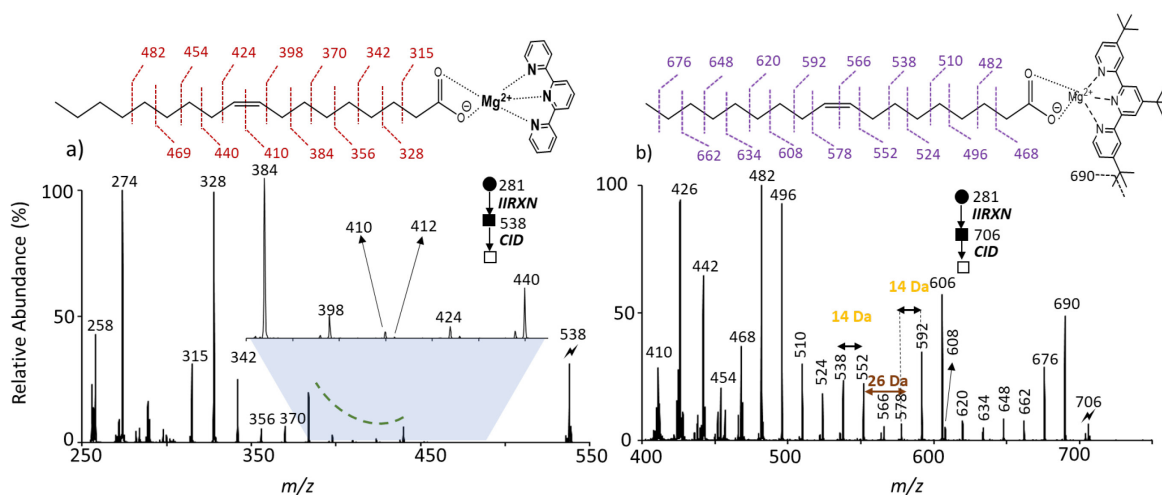 482 454 424 398 370 342 315
469 440 410 384 356 328
O
O⊖
Mg2+
N
N
N
a)
Relative Abundance (%)
100
50
0
258
274
315
328
342
356
370
384
398
410
412
424
440
538
281
IIRXN
538
CID
250 350 450
m/z
676 648 620 592 566 538 510 482
662 634 608 578 552 524 496 468
O
O⊖
Mg2+
N
N
N
690
b)
100
50
0
410
426
442
454
468
482
496
510
524
538
552
566
578
592
606
608
620
634
648
662
676
690
706
14 Da
14 Da
26 Da
281
IIRXN
706
CID
400 500 600 700
m/z